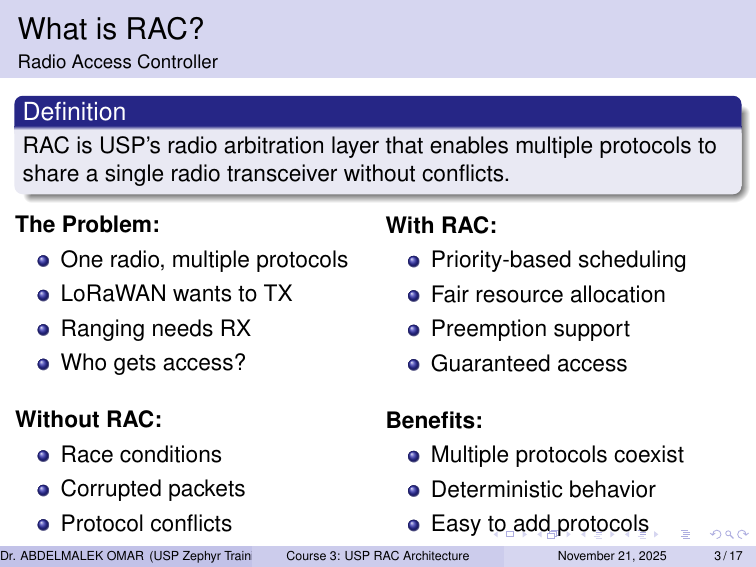 What is RAC?
Radio Access Controller
Definition
RAC is USP's radio arbitration layer that enables multiple protocols to
share a single radio transceiver without conflicts.
The Problem:
One radio, multiple protocols
LoRaWAN wants to TX
Ranging needs RX
Who gets access?
Without RAC:
Race conditions
Corrupted packets
Protocol conflicts
With RAC:
Priority-based scheduling
Fair resource allocation
Preemption support
Guaranteed access
Benefits:
Multiple protocols coexist
Deterministic behavior
Easy to add protocols
Dr. ABDELMALEK OMAR (USP Zephyr Train
Course 3: USP RAC Architecture
November 21, 2025
3 / 17